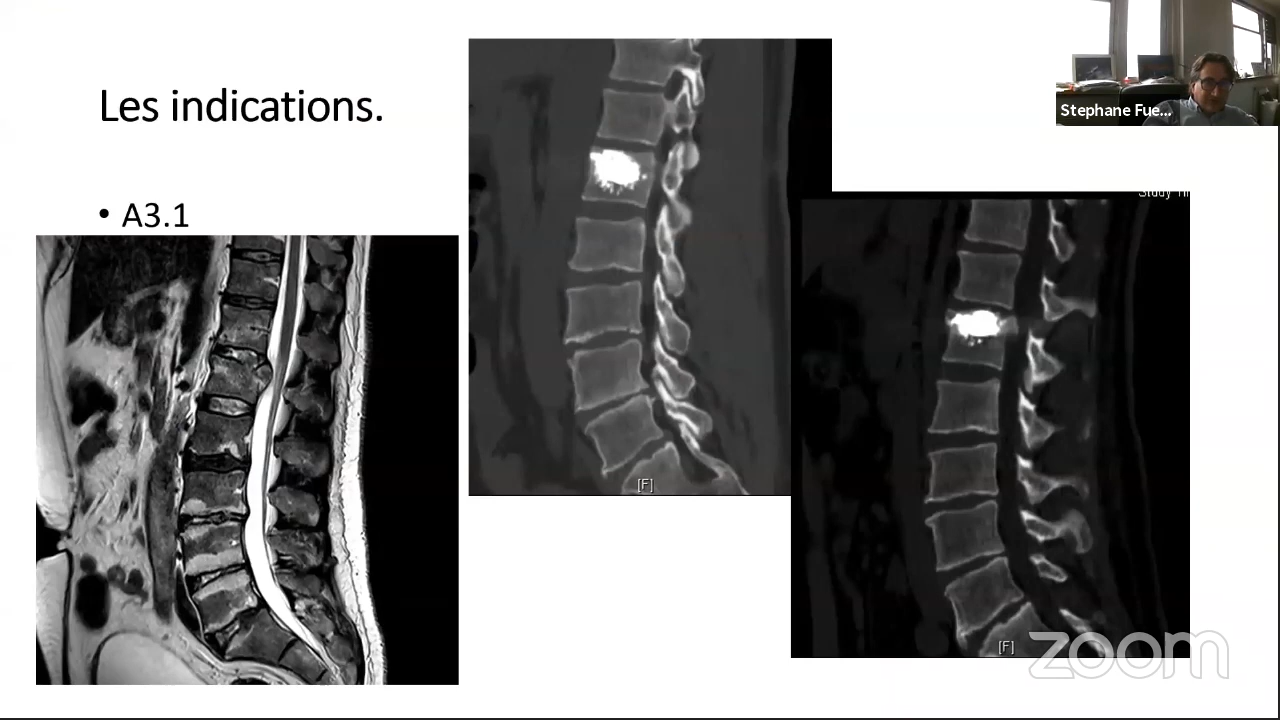 Les indications.
• A3.1
Stephane Fue...
Study Ti
[F]
[F]
zoom